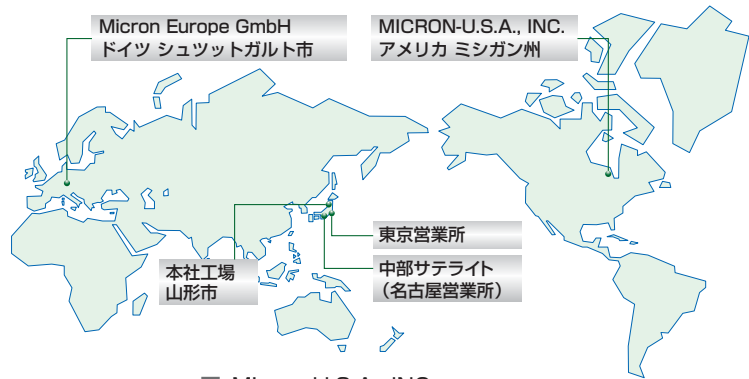 Micron Europe GmbH
ドイツ シュツットガルト市
MICRON-U.S.A., INC.
アメリカ ミシガン州
東京営業所
中部サテライト
（名古屋営業所）
本社工場
山形市